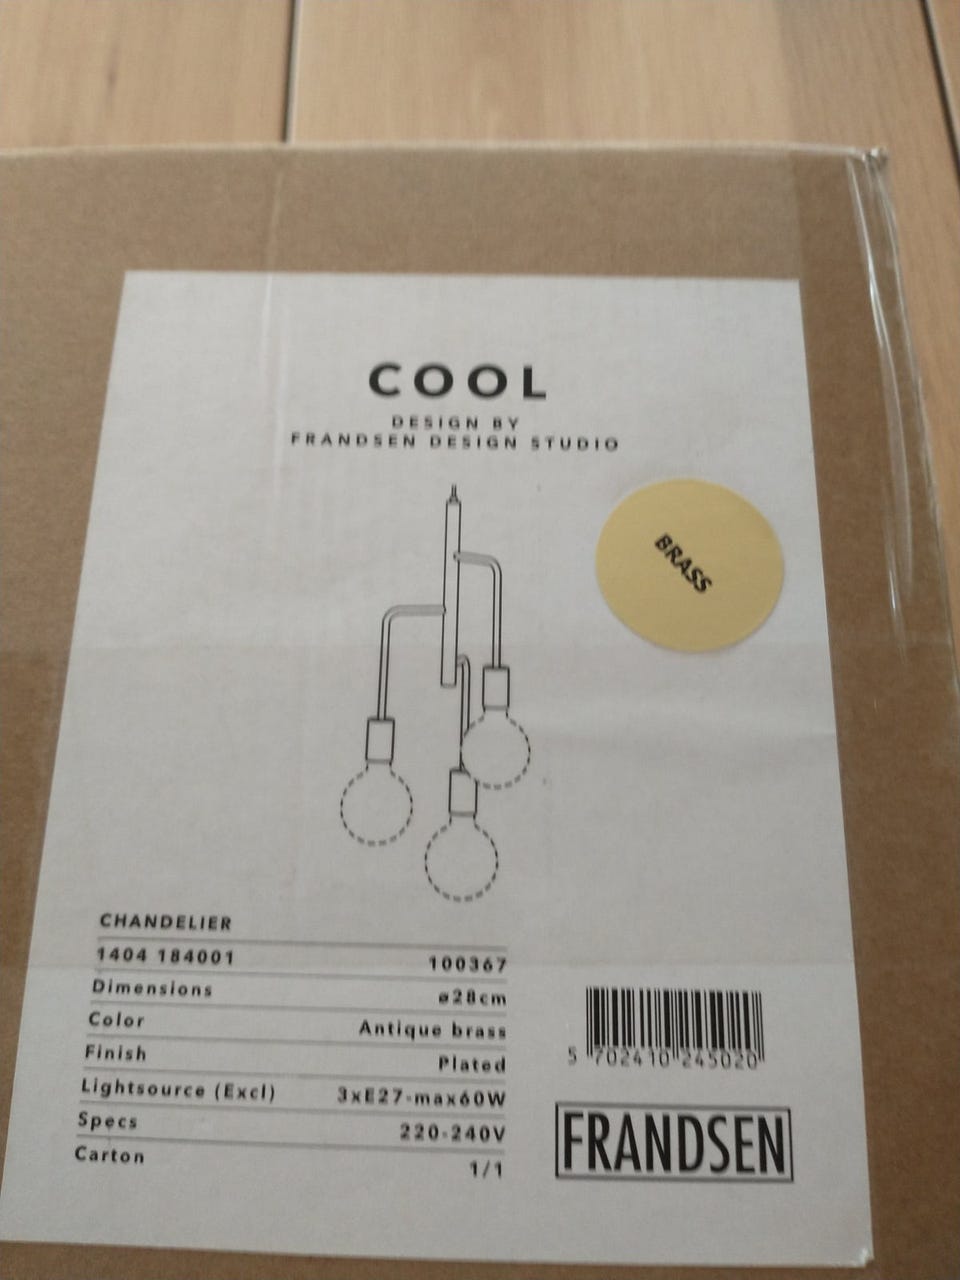 COOL
DESIGN BY
FRANDSEN DESIGN STUDIO
BRASS
CHANDELIER
1404 184001 100367
Dimensions ø28cm
Color Antique brass
Finish Plated
Lightsource (Excl) 3xE27-max60W
Specs 220-240V
Carton 1/1
5 702410 245020
FRANDSEN